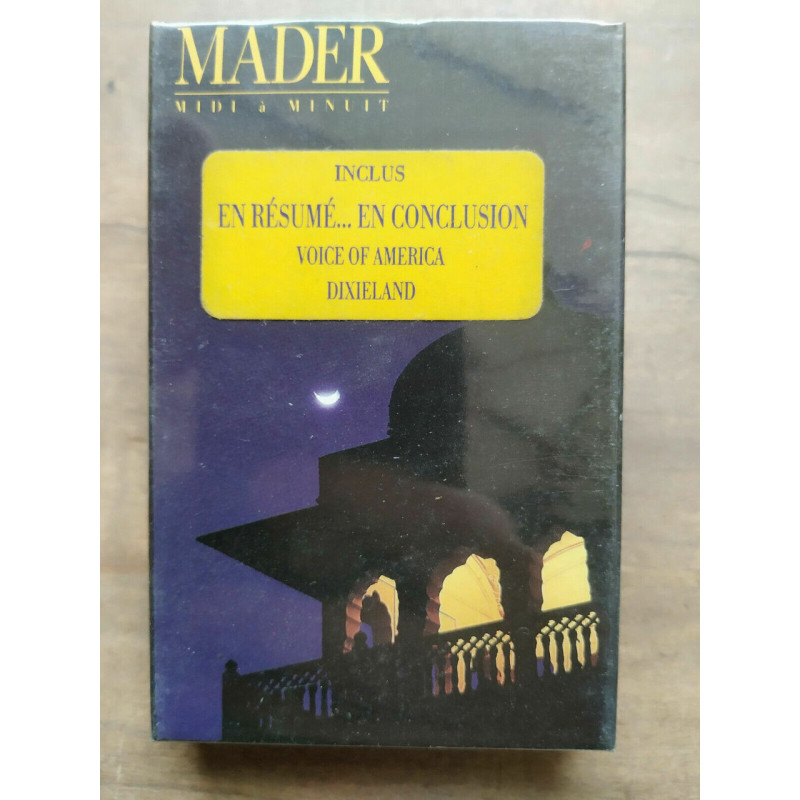 MADER
MIDI à MINUIT
INCLUS
EN RÉSUMÉ... EN CONCLUSION
VOICE OF AMERICA
DIXIELAND